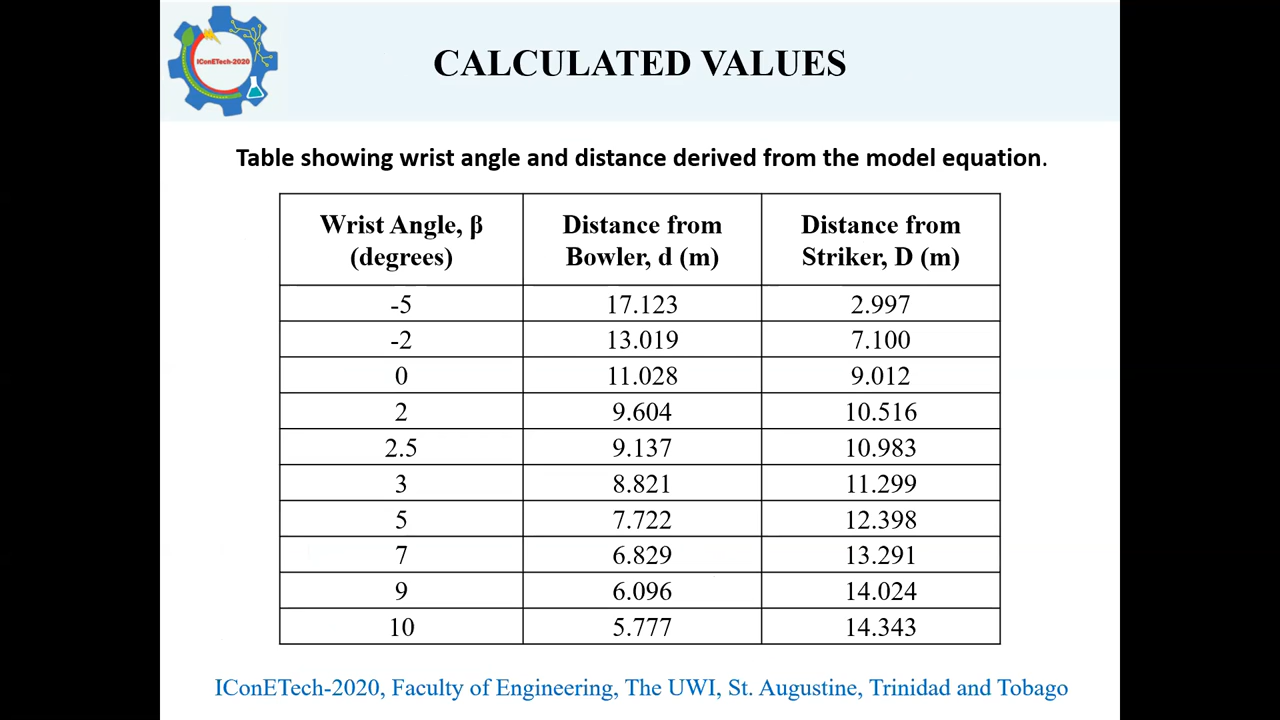 IConETech-2020
CALCULATED VALUES
Table showing wrist angle and distance derived from the model equation.
Wrist Angle, β (degrees) Distance from Bowler, d (m) Distance from Striker, D (m)
-5 17.123 2.997
-2 13.019 7.100
0 11.028 9.012
2 9.604 10.516
2.5 9.137 10.983
3 8.821 11.299
5 7.722 12.398
7 6.829 13.291
9 6.096 14.024
10 5.777 14.343
IConETech-2020, Faculty of Engineering, The UWI, St. Augustine, Trinidad and Tobago